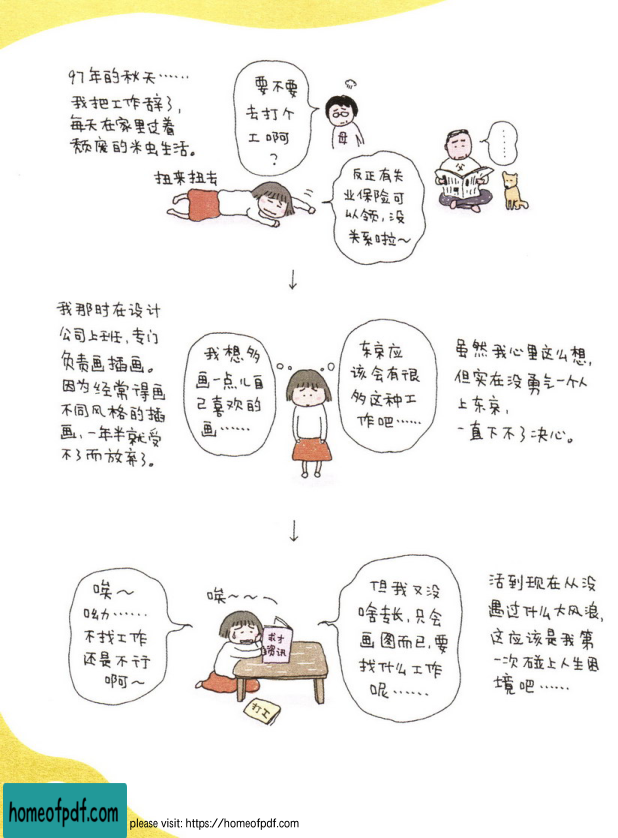 97年的秋天……
我把工作辞了，
每天在家里过着
颓废的米虫生活。
要不要
去打个
工啊
？
母
……
父
扭来扭去
反正有失
业保险可
以领，没
关系啦～
↓
我那时在设计
公司上班，专门
负责画插画。
因为经常得画
不同风格的插
画，一年半就受
不了而放弃了。
我想多
画一点儿自
己喜欢的
画……
东京应
该会有很
多这种工
作吧……
虽然我心里这么想，
但实在没勇气一个人
上东京，
一直下不了决心。
↓
唉～
呦……
不找工作
还是不行
啊～
唉～～～
求才
资讯
打工
但我又没
啥专长，只会
画图而已，要
找什么工作
呢……
活到现在从没
遇过什么大风浪，
这应该是我第
一次碰上人生困
境吧……
homeofpdf.com
please visit: https://homeofpdf.com